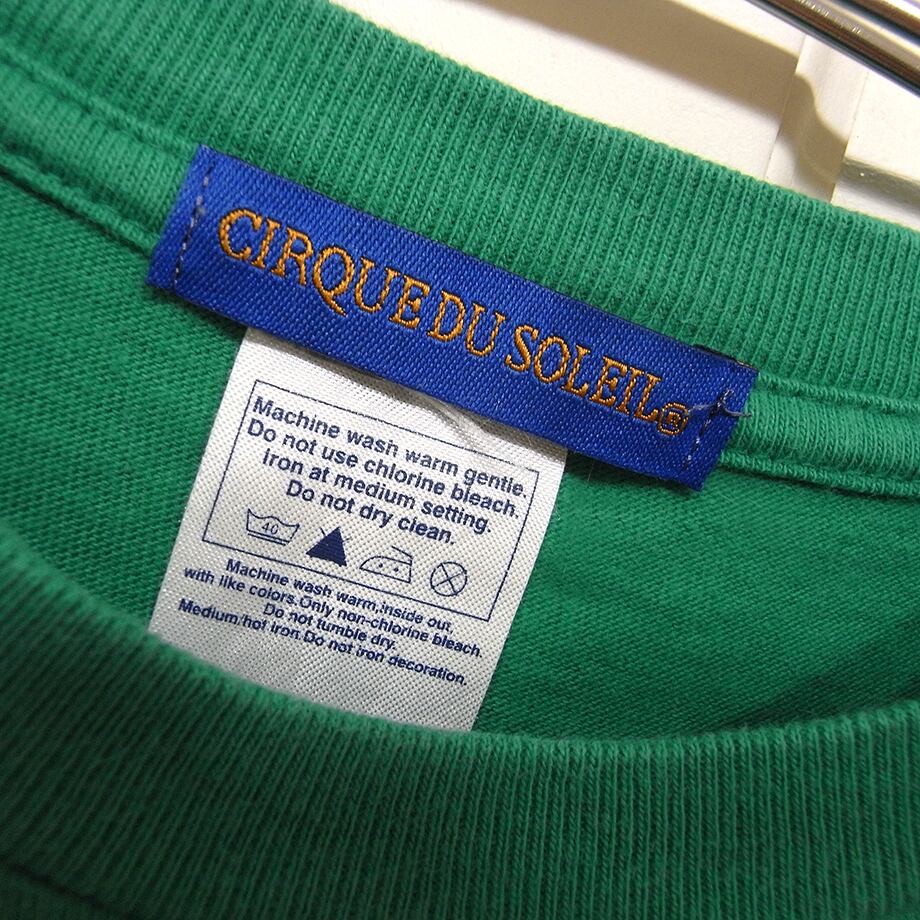 CIRQUE DU SOLEIL®
Machine wash warm gentle.
Do not use chlorine bleach.
Iron at medium setting.
Do not dry clean.
40
Machine wash warm,inside out,
with like colors.Only non-chlorine bleach
Do not tumble dry.
Medium/hot iron.Do not iron decoration.